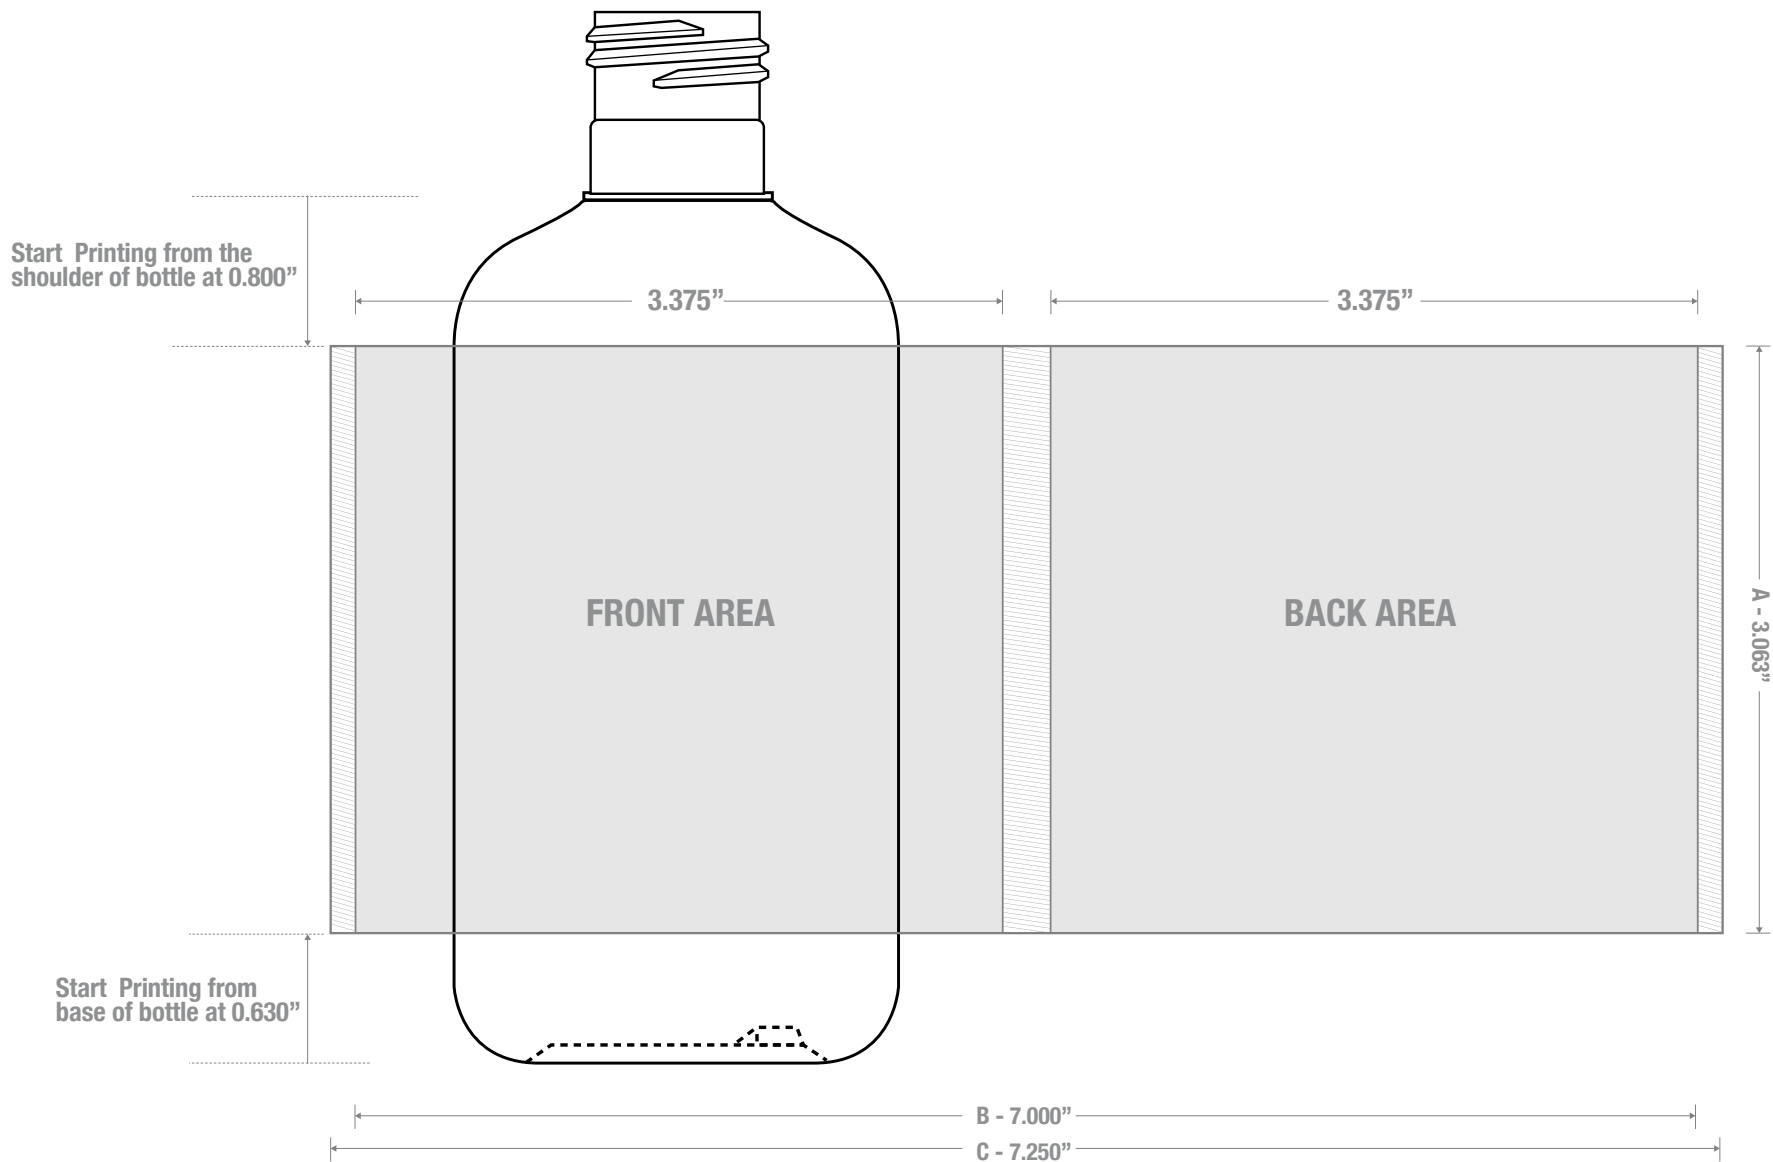 Start  Printing from the
shoulder of bottle at 0.800”
3.375”
3.375”
FRONT AREA
BACK AREA
A - 3.063”
Start  Printing from
base of bottle at 0.630”
B - 7.000”
C - 7.250”